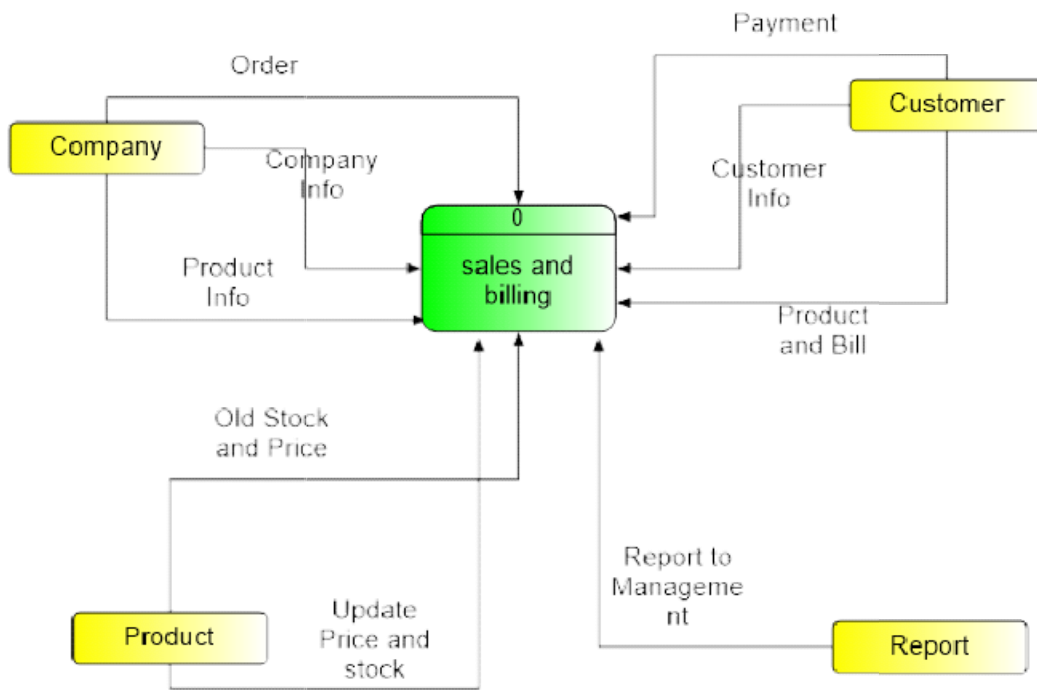 Payment
Order
Customer
Company
Company
Info
Customer
Info
0
sales and
billing
Product
Info
Product
and Bill
Old Stock
and Price
Report to
Manageme
nt
Update
Price and
stock
Product
Report